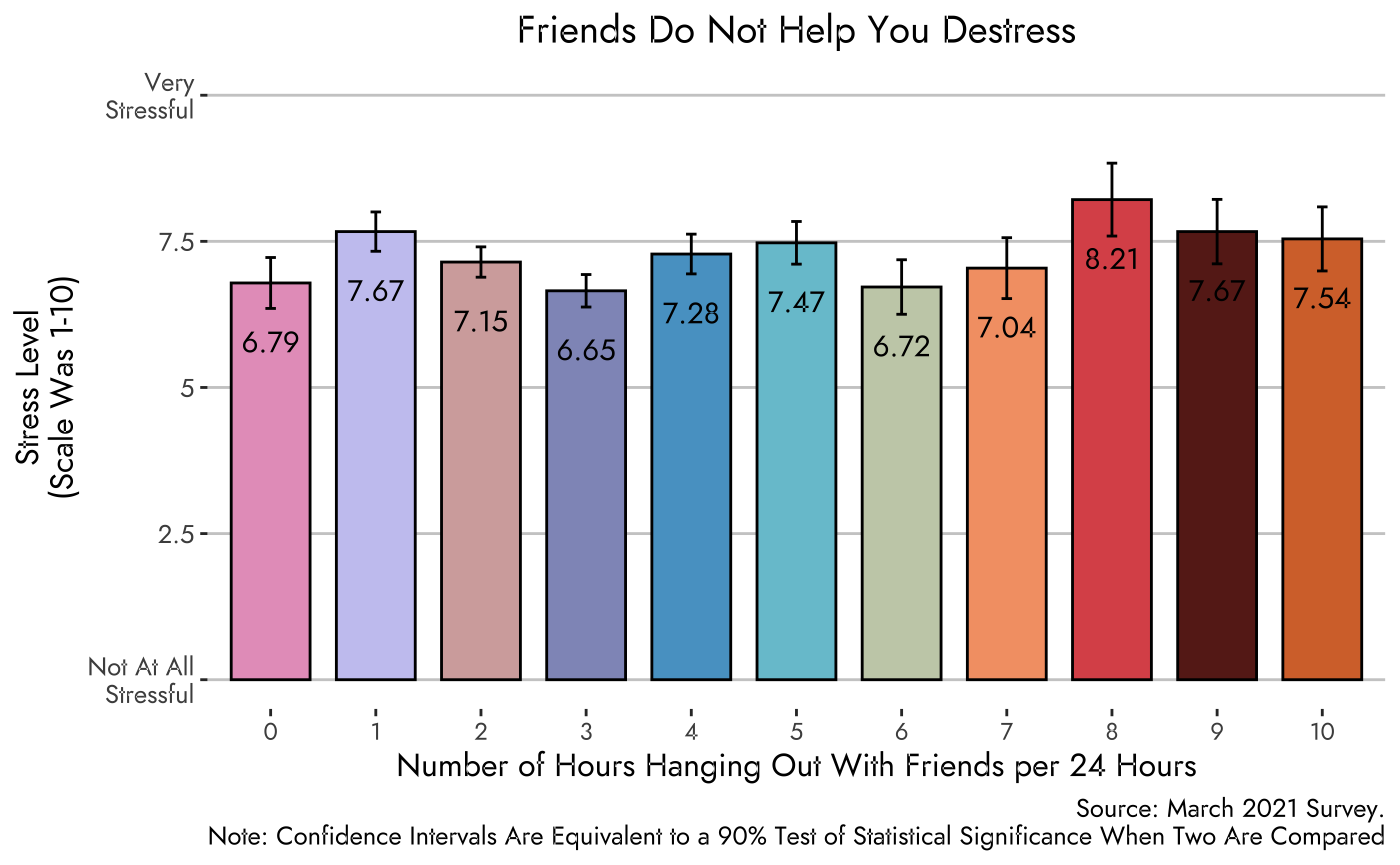 Friends Do Not Help You Destress
Very
Stressful
7.5
5
2.5
Not At All
Stressful
Stress Level
(Scale Was 1-10)
6.79
7.67
7.15
6.65
7.28
7.47
6.72
7.04
8.21
7.67
7.54
0 1 2 3 4 5 6 7 8 9 10
Number of Hours Hanging Out With Friends per 24 Hours
Source: March 2021 Survey.
Note: Confidence Intervals Are Equivalent to a 90% Test of Statistical Significance When Two Are Compared